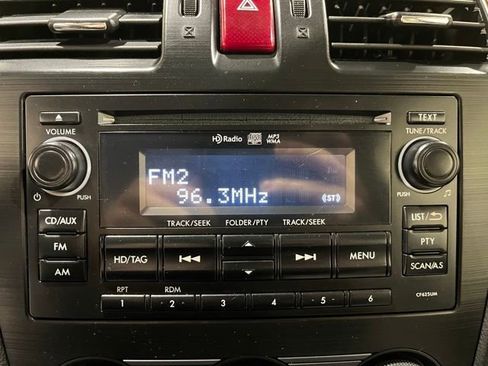 VOLUME
TEXT
TUNE/TRACK
HD Radio
MP3
WMA
FM2
96.3MHz
(ST)
PUSH
PUSH
TRACK/SEEK
FOLDER/PTY
TRACK/SEEK
CD/AUX
FM
AM
HD/TAG
MENU
LIST/
PTY
SCAN/A.S
RPT
RDM
1
2
3
4
5
6
CF625UM